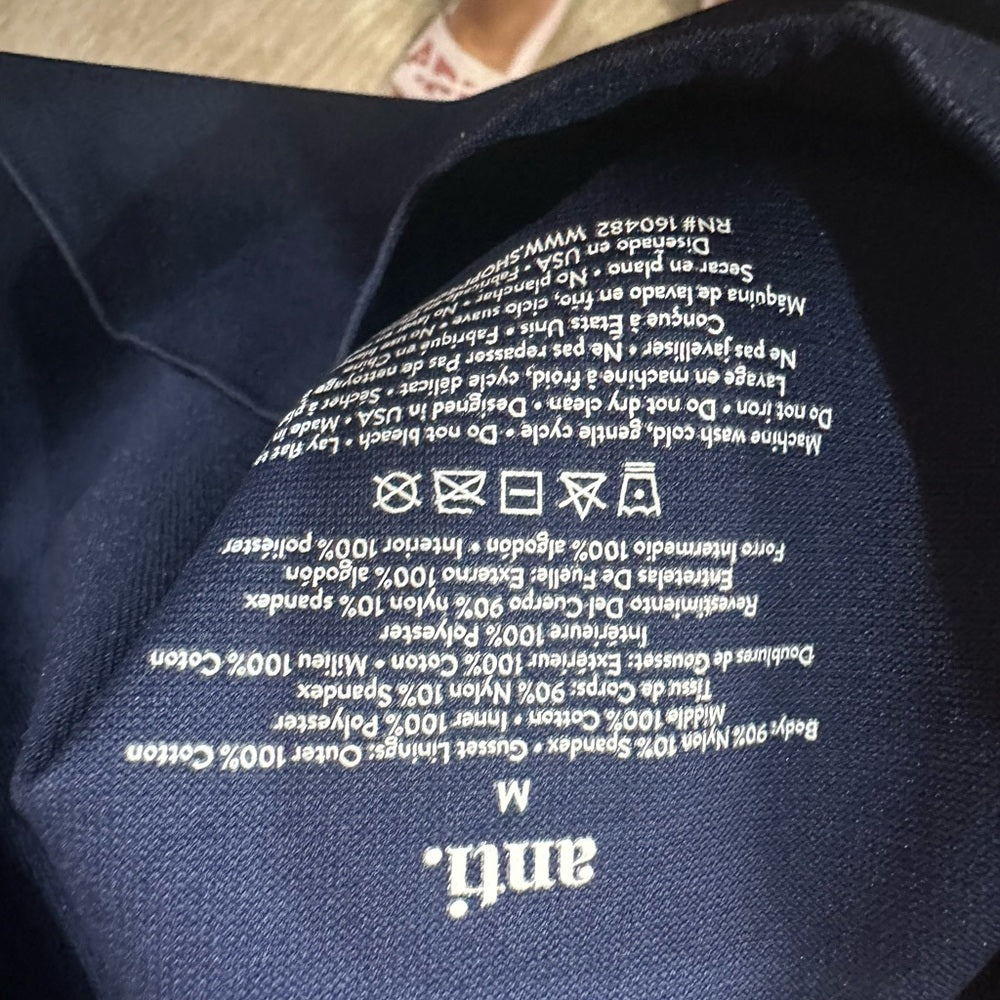 anti.
M
Body: 90% Nylon 10% Spandex • Gusset Linings: Outer 100% Cotton
Middle 100% Cotton • Inner 100% Polyester
Tissu de Corps: 90% Nylon 10% Spandex
Doublures de Gousset: Extérieur 100% Coton • Milieu 100% Coton
Intérieure 100% Polyester
Revestimiento Del Cuerpo 90% nylon 10% spandex
Entretelas De Fuelle: Externo 100% algodón
Forro Intermedio 100% algodón • Interior 100% poliéster
Machine wash cold, gentle cycle • Do not bleach • Lay flat
Do not iron • Do not dry clean • Designed in USA • Made in
Lavage en machine à froid, cycle délicat • Sécher à
Ne pas javelliser • Ne pas repasser Pas de nettoyage
Conçue à États Unis • Fabriqué en Chine
Máquina de lavado en frío, ciclo suave • No
Secar en plano • No planchar • No
Disenado en USA •
RN# 160482 WWW.SHOP